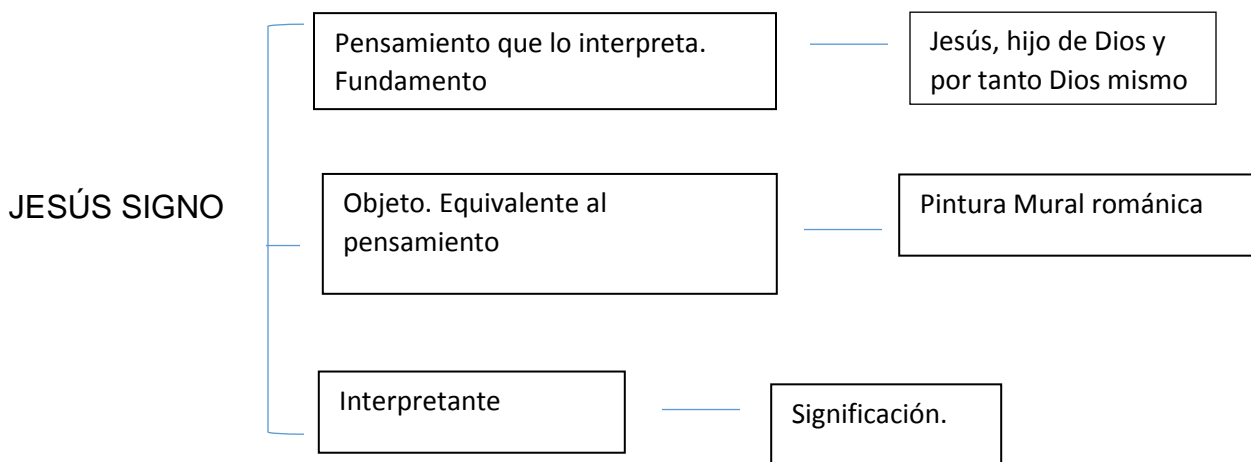 Pensamiento que lo interpreta.
Fundamento
Jesús, hijo de Dios y
por tanto Dios mismo
JESÚS SIGNO
Objeto. Equivalente al
pensamiento
Pintura Mural románica
Interpretante
Significación.